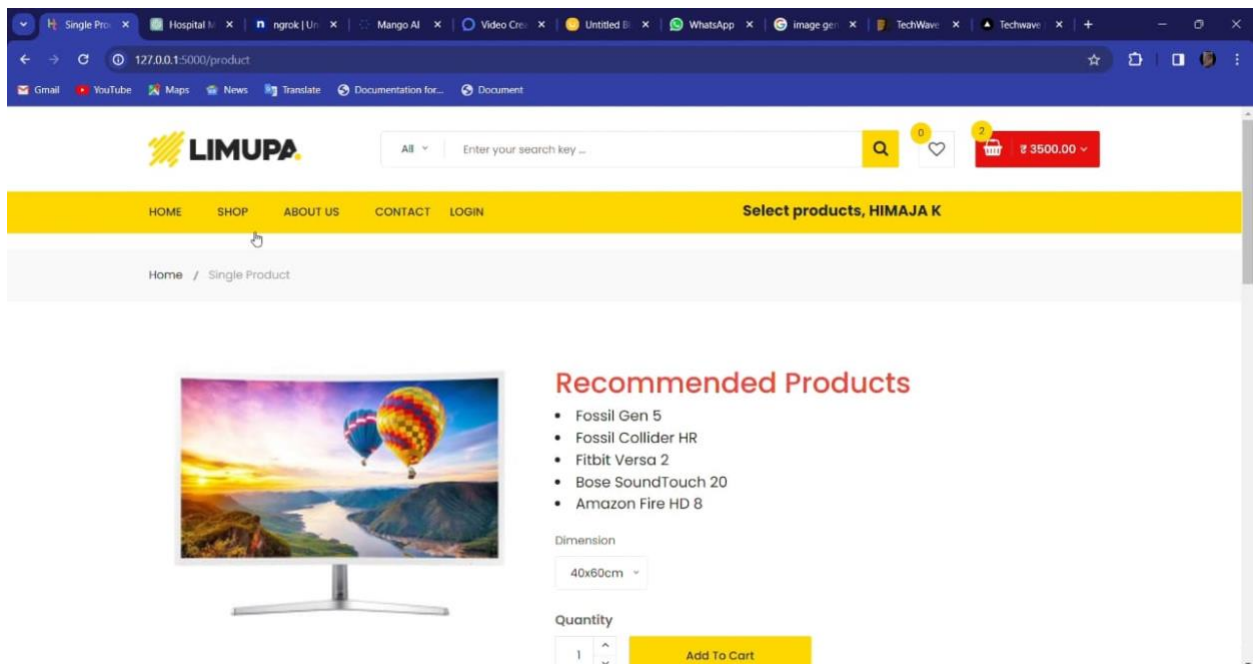 Single Pro
Hospital M
ngrok | Un
Mango AI
Video Crea
Untitled B
WhatsApp
image gen
TechWave
Techwave
127.0.0.1:5000/product
Gmail YouTube Maps News Translate Documentation for... Document
LIMUPA.
All
Enter your search key ...
0
2
₹ 3500.00
HOME SHOP ABOUT US CONTACT LOGIN
Select products, HIMAJA K
Home / Single Product
Recommended Products
• Fossil Gen 5
• Fossil Collider HR
• Fitbit Versa 2
• Bose SoundTouch 20
• Amazon Fire HD 8
Dimension
40x60cm
Quantity
1
Add To Cart